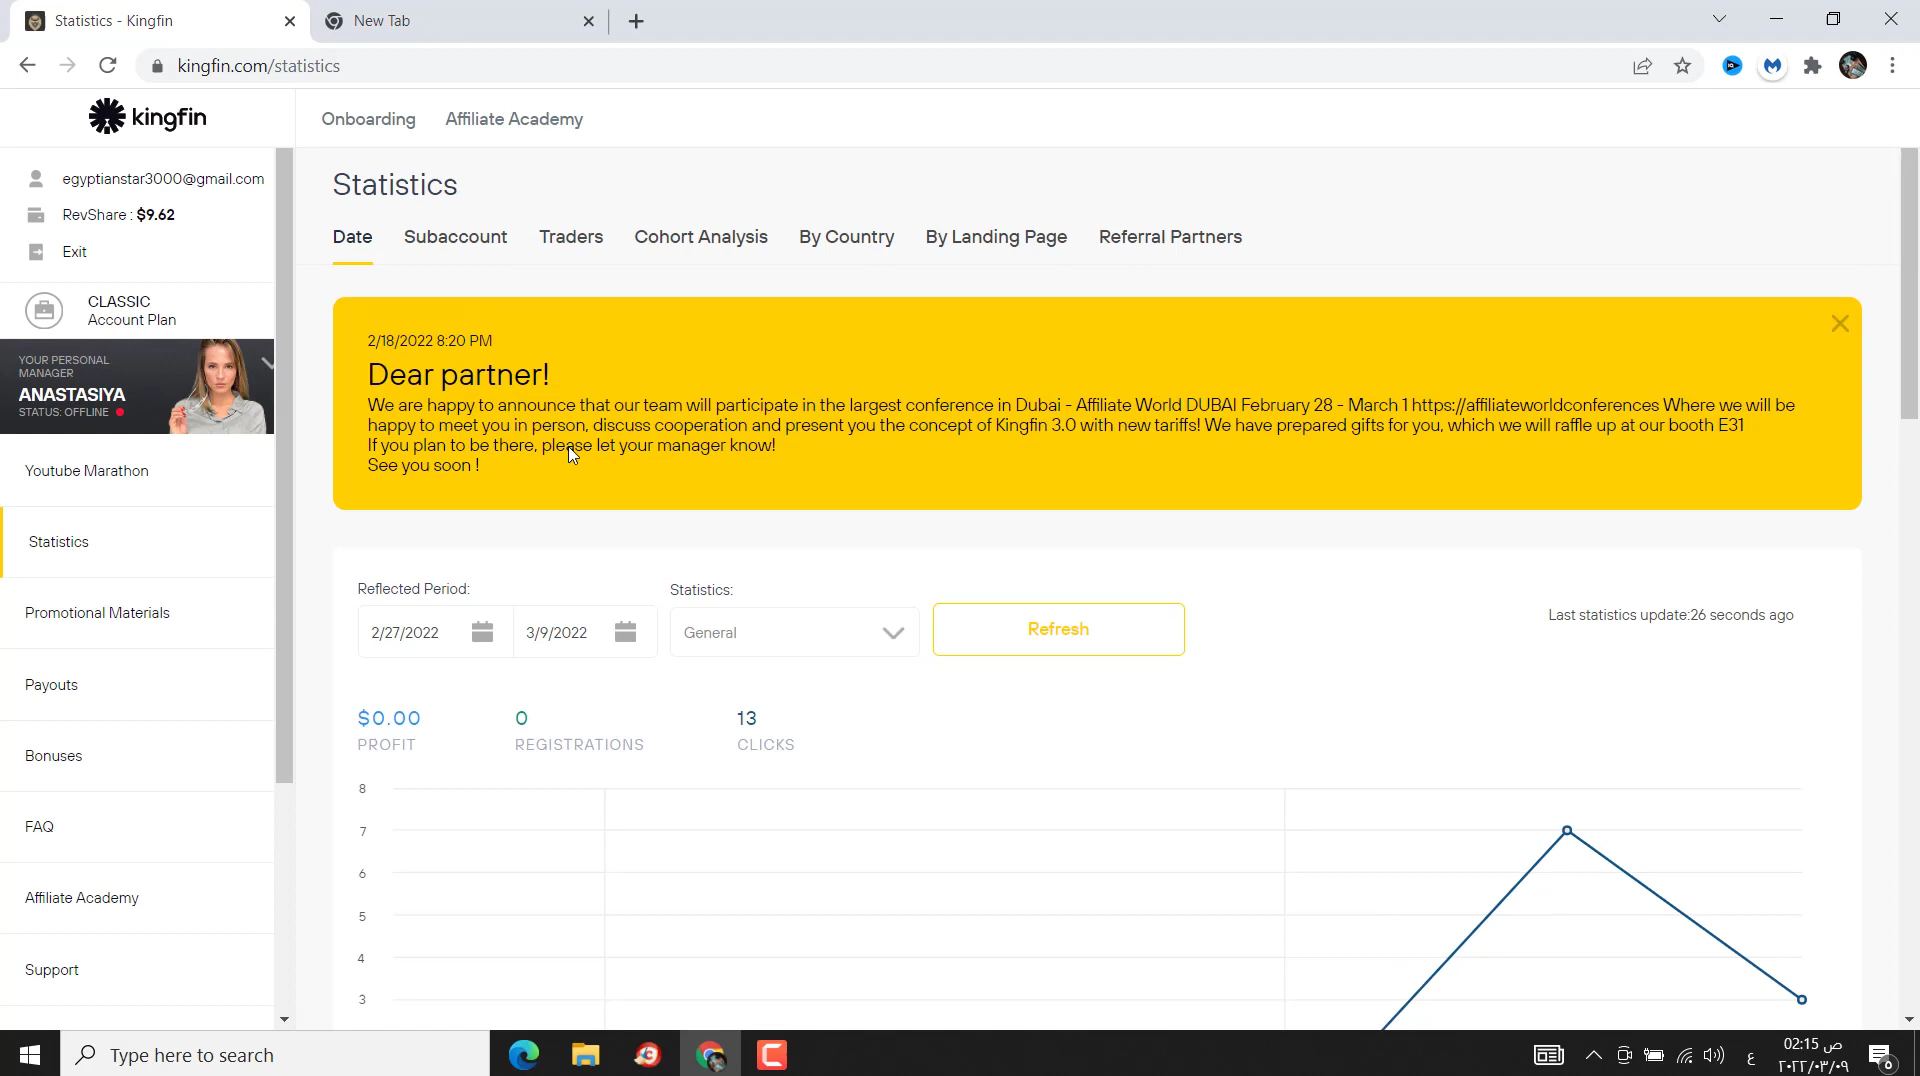 Statistics - Kingfin
New Tab
kingfin.com/statistics
kingfin
Onboarding
Affiliate Academy
egyptianstar3000@gmail.com
RevShare : $9.62
Exit
CLASSIC
Account Plan
YOUR PERSONAL
MANAGER
ANASTASIYA
STATUS: OFFLINE
Youtube Marathon
Statistics
Promotional Materials
Payouts
Bonuses
FAQ
Affiliate Academy
Support
Statistics
Date
Subaccount
Traders
Cohort Analysis
By Country
By Landing Page
Referral Partners
2/18/2022 8:20 PM
Dear partner!
We are happy to announce that our team will participate in the largest conference in Dubai - Affiliate World DUBAI February 28 - March 1 https://affiliateworldconferences Where we will be
happy to meet you in person, discuss cooperation and present you the concept of Kingfin 3.0 with new tariffs! We have prepared gifts for you, which we will raffle up at our booth E31
If you plan to be there, please let your manager know!
See you soon !
Reflected Period:
2/27/2022
3/9/2022
Statistics:
General
Refresh
Last statistics update:26 seconds ago
$0.00
PROFIT
0
REGISTRATIONS
13
CLICKS
8
7
6
5
4
3
Type here to search
ع
02:15 ص
٢٠٢٢/٠٣/٠٩
٥